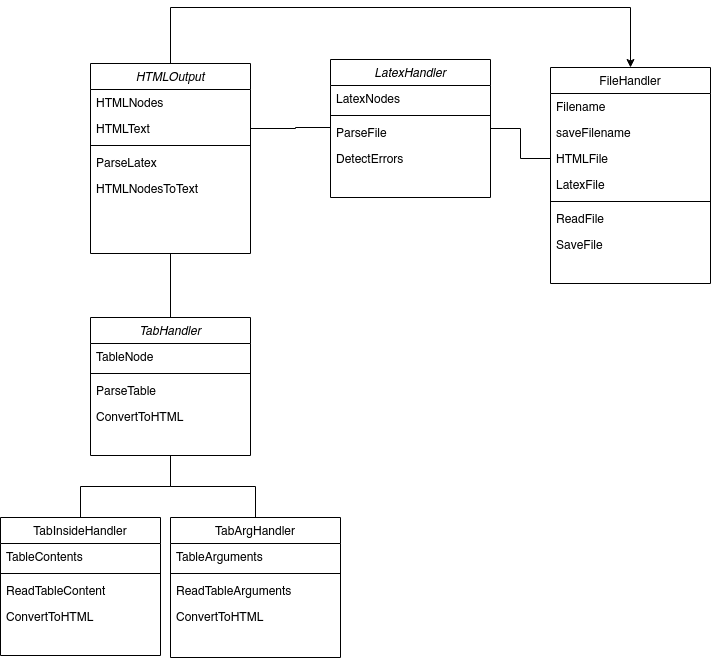 HTMLOutput
HTMLNodes
HTMLText
ParseLatex
HTMLNodesToText
LatexHandler
LatexNodes
ParseFile
DetectErrors
FileHandler
Filename
saveFilename
HTMLFile
LatexFile
ReadFile
SaveFile
TabHandler
TableNode
ParseTable
ConvertToHTML
TabInsideHandler
TableContents
ReadTableContent
ConvertToHTML
TabArgHandler
TableArguments
ReadTableArguments
ConvertToHTML